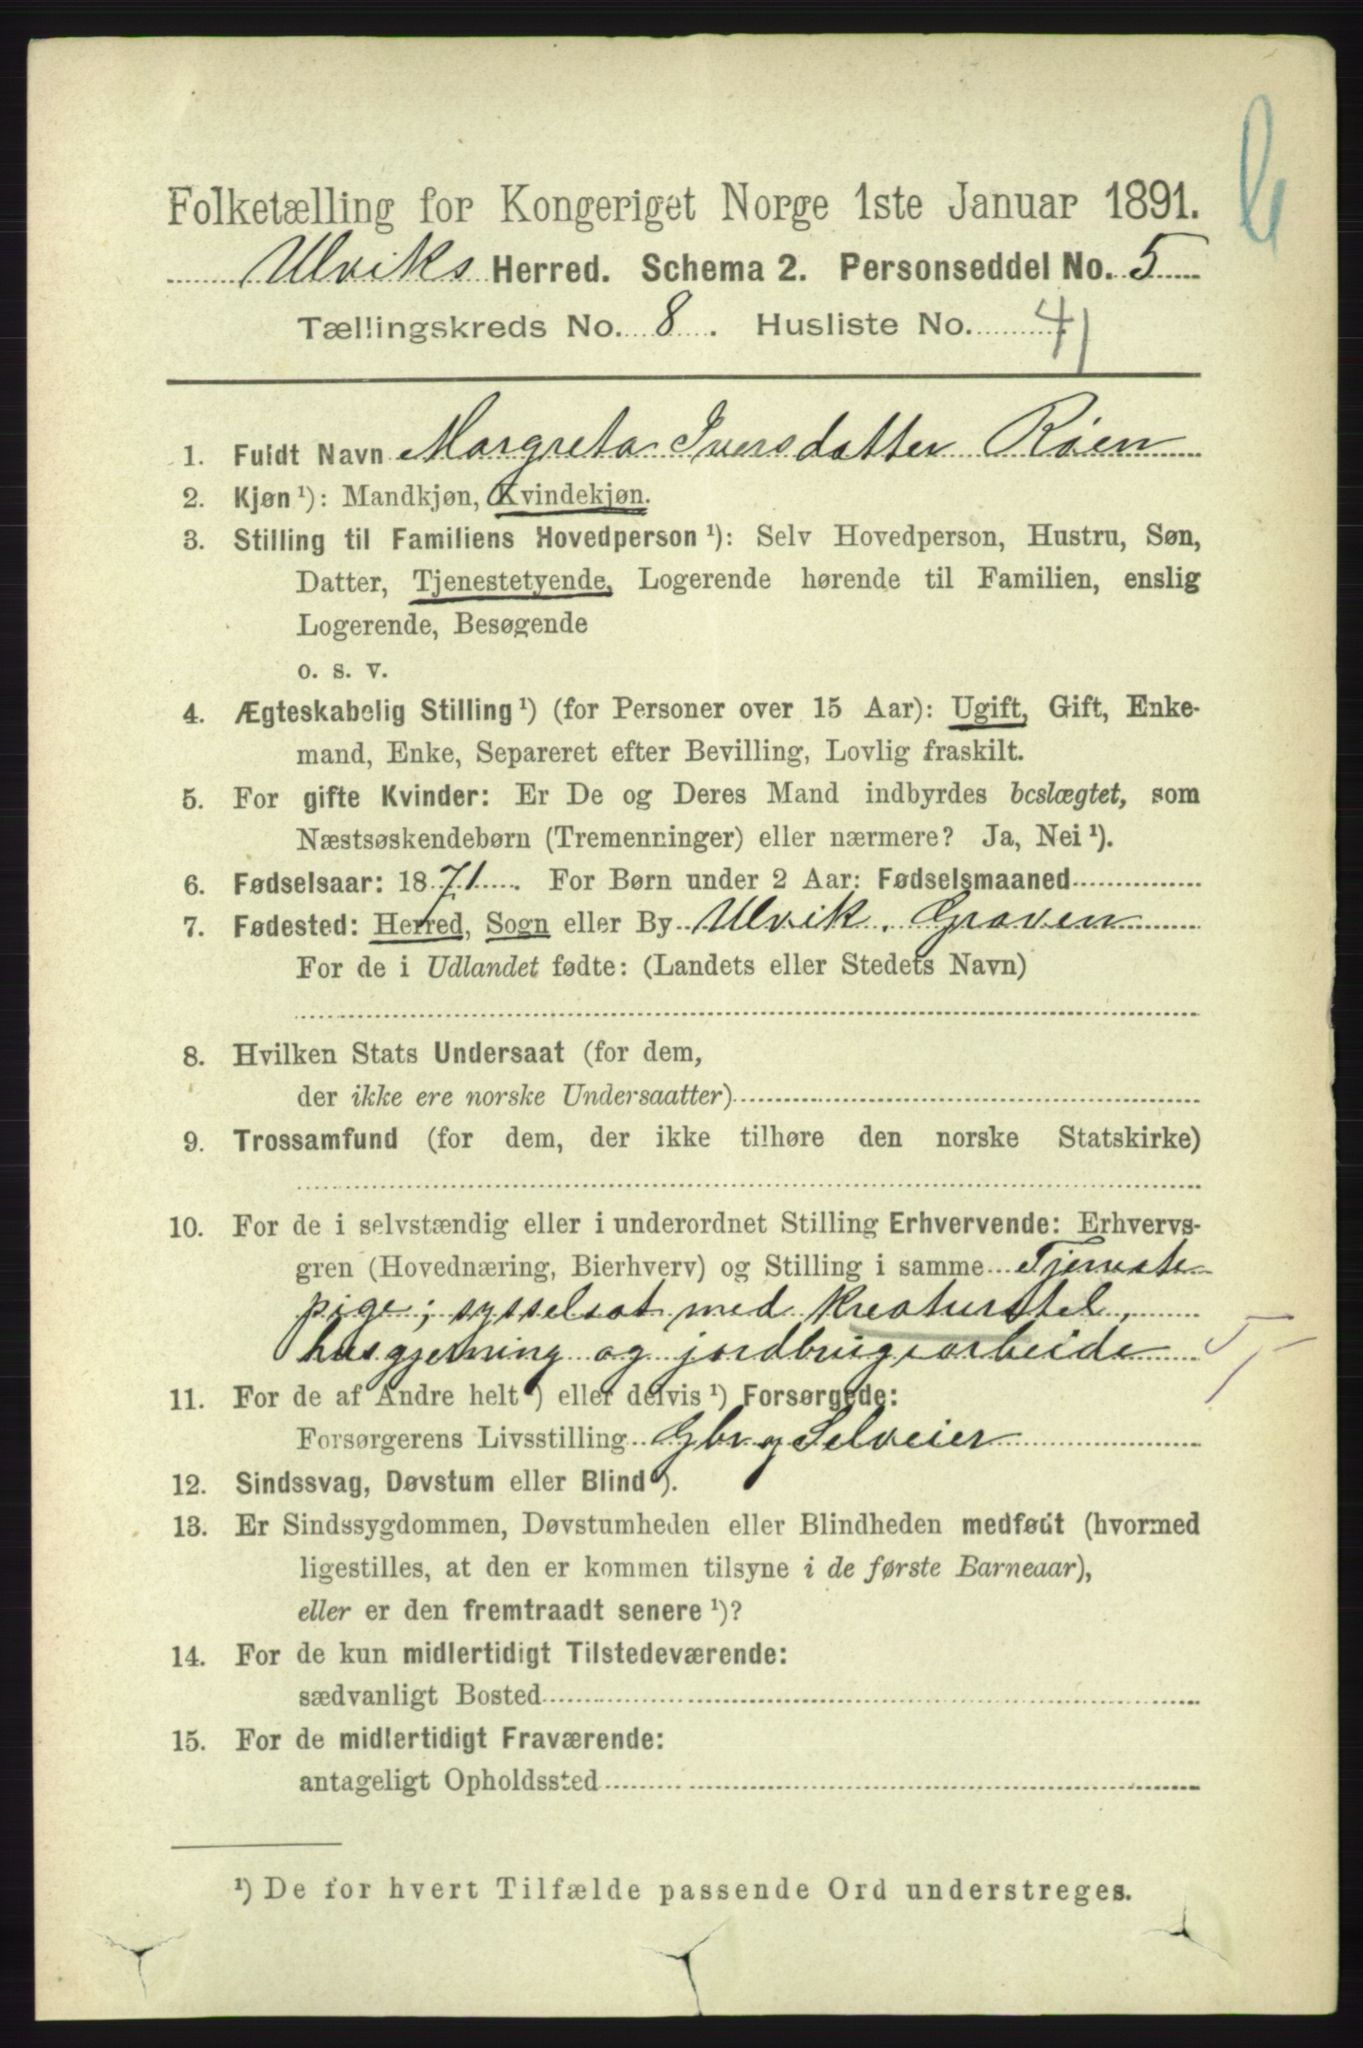 Folketælling for Kongeriget Norge 1ste Januar 1891.
Ulviks Herred. Schema 2. Personseddel No. 5
Tællingskreds No. 8. Husliste No. 41
1. Fuldt Navn Margreta Iversdatter Röen
2. Kjøn ¹): Mandkjøn, Kvindekjøn.
3. Stilling til Familiens Hovedperson ¹): Selv Hovedperson, Hustru, Søn,
Datter, Tjenestetyende, Logerende hørende til Familien, enslig
Logerende, Besøgende
o. s. v.
4. Ægteskabelig Stilling ¹) (for Personer over 15 Aar): Ugift, Gift, Enke-
mand, Enke, Separeret efter Bevilling, Lovlig fraskilt.
5. For gifte Kvinder: Er De og Deres Mand indbyrdes beslægtet, som
Næstsøskendebørn (Tremenninger) eller nærmere? Ja, Nei ¹).
6. Fødselsaar: 1871. For Børn under 2 Aar: Fødselsmaaned
7. Fødested: Herred, Sogn eller By Ulvik. Graven
For de i Udlandet fødte: (Landets eller Stedets Navn)
8. Hvilken Stats Undersaat (for dem,
der ikke ere norske Undersaatter)
9. Trossamfund (for dem, der ikke tilhøre den norske Statskirke)
10. For de i selvstændig eller i underordnet Stilling Erhvervende: Erhvervs-
gren (Hovednæring, Bierhverv) og Stilling i samme Tjeneste
pige; sysselsat med Kreaturstel,
husgjerning og jordbrugsarbeide
11. For de af Andre helt ¹) eller delvis ¹) Forsørgede:
Forsørgerens Livsstilling Gbr og Selveier
12. Sindssvag, Døvstum eller Blind ¹).
13. Er Sindssygdommen, Døvstumheden eller Blindheden medfødt (hvormed
ligestilles, at den er kommen tilsyne i de første Barneaar),
eller er den fremtraadt senere ¹)?
14. For de kun midlertidigt Tilstedeværende:
sædvanligt Bosted
15. For de midlertidigt Fraværende:
antageligt Opholdssted
¹) De for hvert Tilfælde passende Ord understreges.